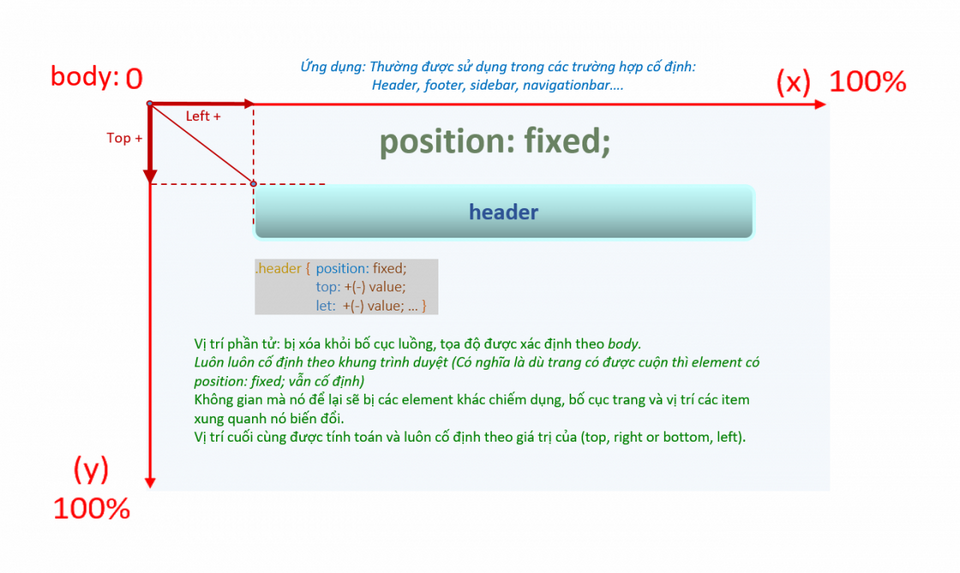 Ứng dụng: Thường được sử dụng trong các trường hợp cố định:
Header, footer, sidebar, navigationbar....
body: 0
(x) 100%
Left +
Top +
position: fixed;
header
.header { position: fixed;
top: +(-) value;
let: +(-) value; ... }
Vị trí phần tử: bị xóa khỏi bố cục luồng, tọa độ được xác định theo body.
Luôn luôn cố định theo khung trình duyệt (Có nghĩa là dù trang có được cuộn thì element có
position: fixed; vẫn cố định)
Không gian mà nó để lại sẽ bị các element khác chiếm dụng, bố cục trang và vị trí các item
xung quanh nó biến đổi.
Vị trí cuối cùng được tính toán và luôn cố định theo giá trị của (top, right or bottom, left).
(y)
100%